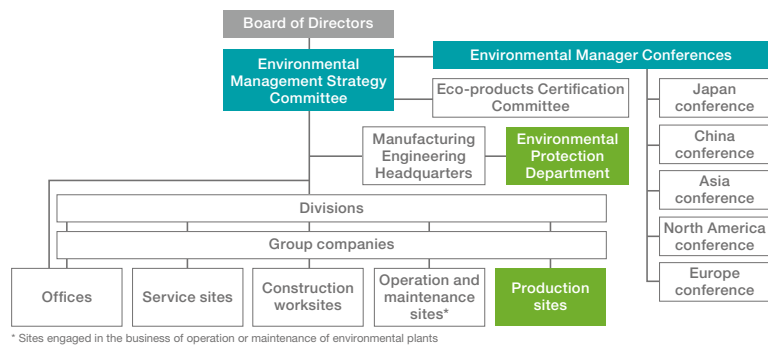 Board of Directors
Environmental
Management Strategy
Committee
Environmental Manager Conferences
Eco-products Certification
Committee
Japan
conference
China
conference
Manufacturing
Engineering
Headquarters
Environmental
Protection
Department
Asia
conference
Divisions
North America
conference
Group companies
Europe
conference
Offices
Service sites
Construction
worksites
Operation and
maintenance
sites*
Production
sites
* Sites engaged in the business of operation or maintenance of environmental plants